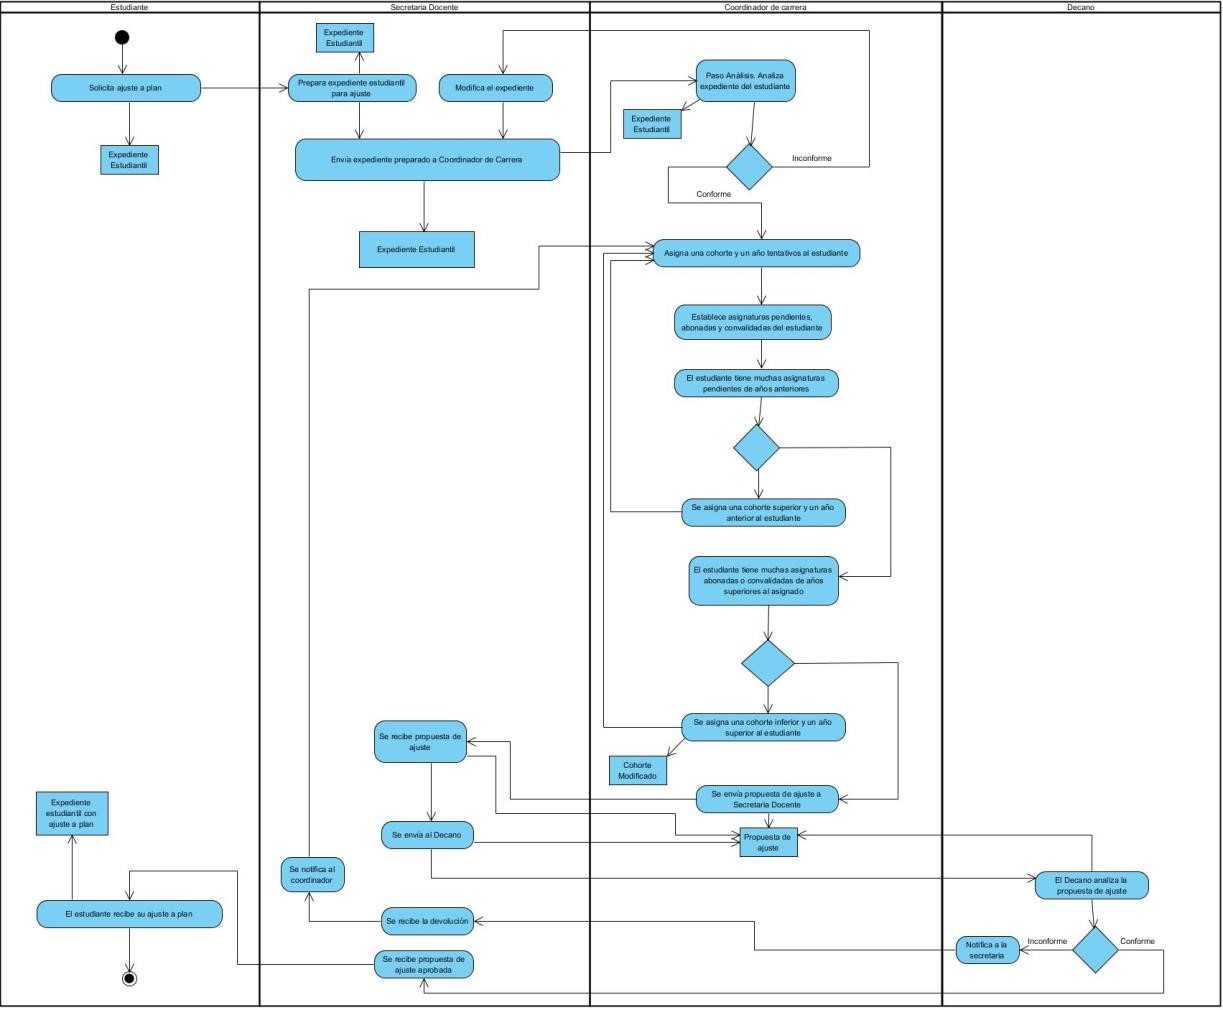 Estudiante
Secretaria Docente
Coordinador de carrera
Decano
Solicita ajuste a plan
Expediente
Estudiantil
Expediente
Estudiantil
Prepara expediente estudiantil
para ajuste
Modifica el expediente
Envía expediente preparado a Coordinador de Carrera
Expediente Estudiantil
Paso Análisis. Analiza
expediente del estudiante
Expediente
Estudiantil
Inconforme
Conforme
Asigna una cohorte y un año tentativos al estudiante
Establece asignaturas pendientes,
abonadas y convalidadas del estudiante
El estudiante tiene muchas asignaturas
pendientes de años anteriores
Se asigna una cohorte superior y un año
anterior al estudiante
El estudiante tiene muchas asignaturas
abonadas o convalidadas de años
superiores al asignado
Se asigna una cohorte inferior y un año
superior al estudiante
Cohorte
Modificado
Se envía propuesta de ajuste a
Secretaria Docente
Propuesta de
ajuste
Se recibe propuesta de
ajuste
Se envía al Decano
Se notifica al
coordinador
Se recibe la devolución
Se recibe propuesta de
ajuste aprobada
El Decano analiza la
propuesta de ajuste
Inconforme
Conforme
Notifica a la
secretaria
Expediente
estudiantil con
ajuste a plan
El estudiante recibe su ajuste a plan